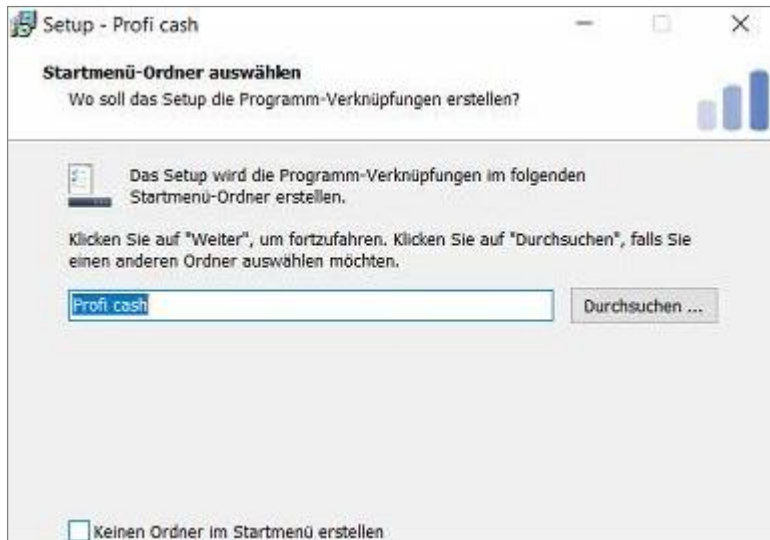 Setup - Profi cash
Startmenü-Ordner auswählen
Wo soll das Setup die Programm-Verknüpfungen erstellen?
Das Setup wird die Programm-Verknüpfungen im folgenden
Startmenü-Ordner erstellen.
Klicken Sie auf "Weiter", um fortzufahren. Klicken Sie auf "Durchsuchen", falls Sie
einen anderen Ordner auswählen möchten.
Profi cash
Durchsuchen ...
Keinen Ordner im Startmenü erstellen